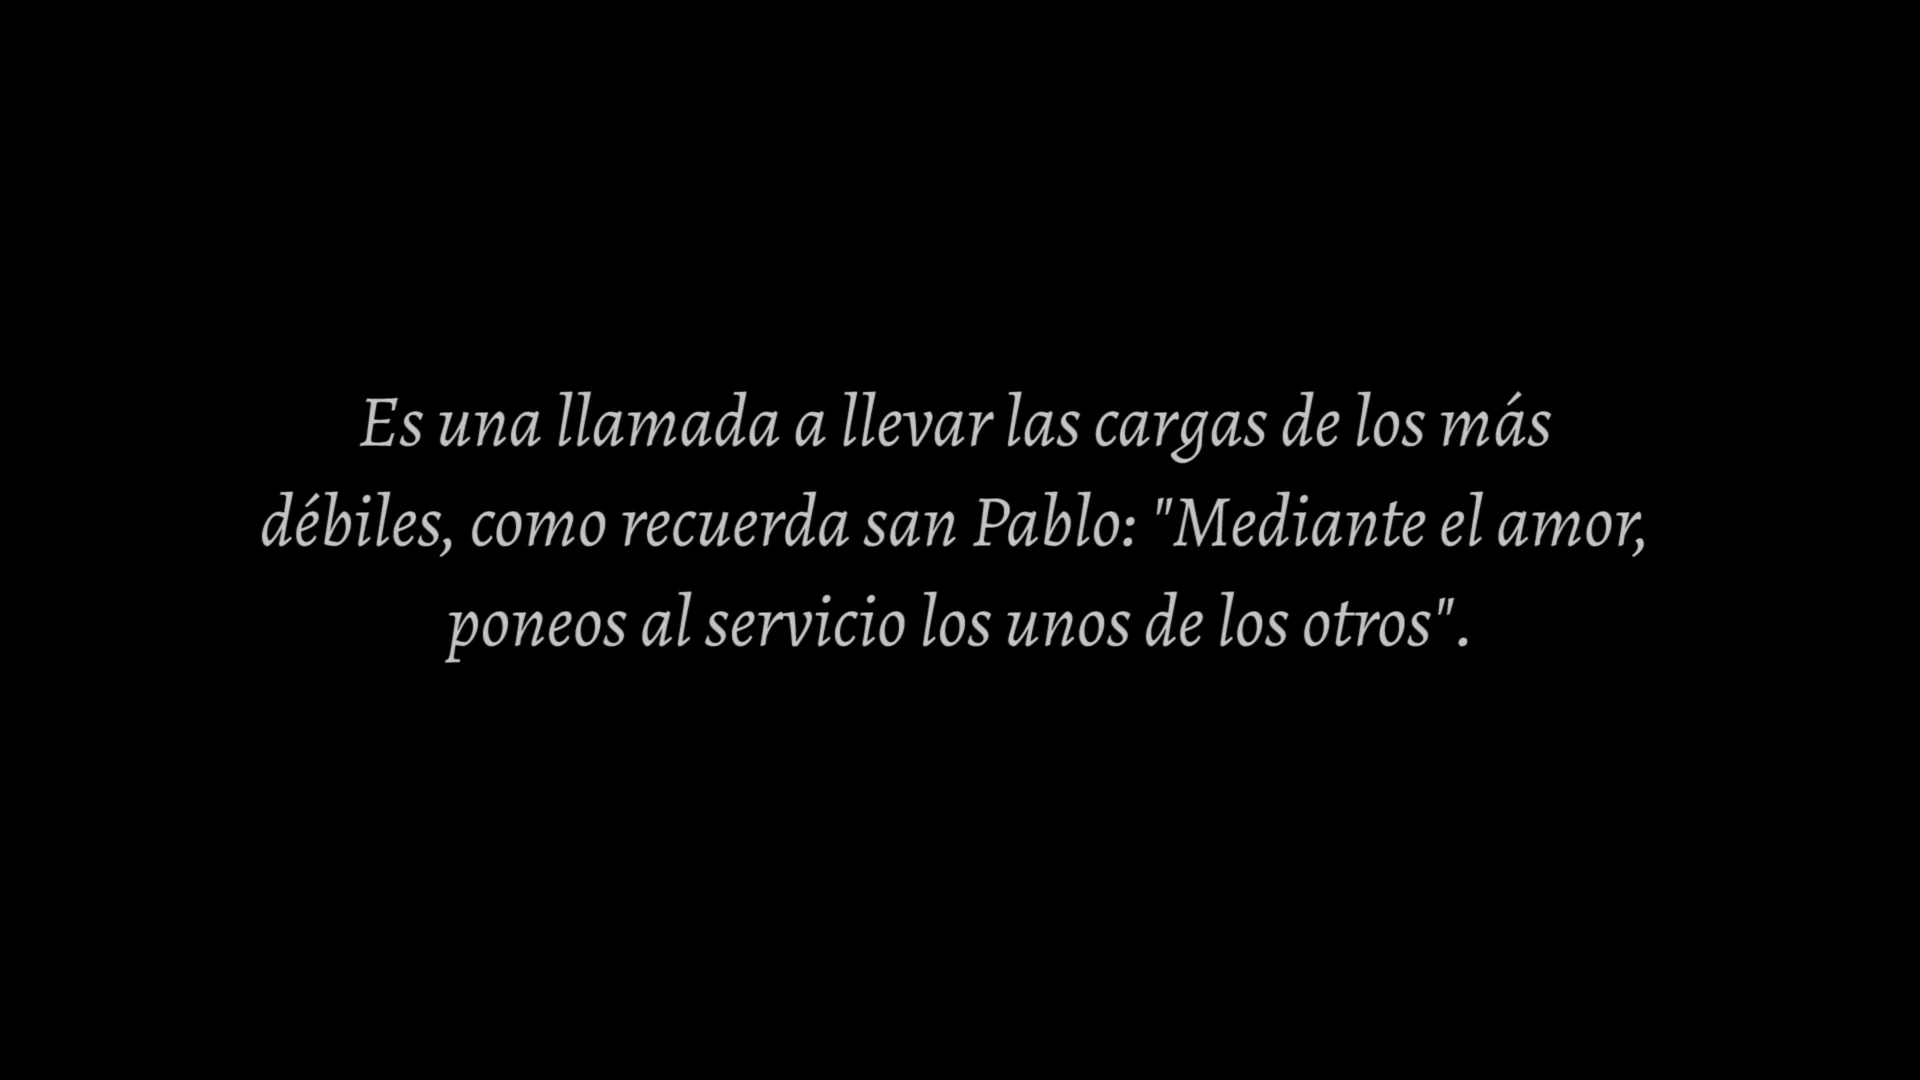 Es una llamada a llevar las cargas de los más
débiles, como recuerda san Pablo: "Mediante el amor,
poneos al servicio los unos de los otros".